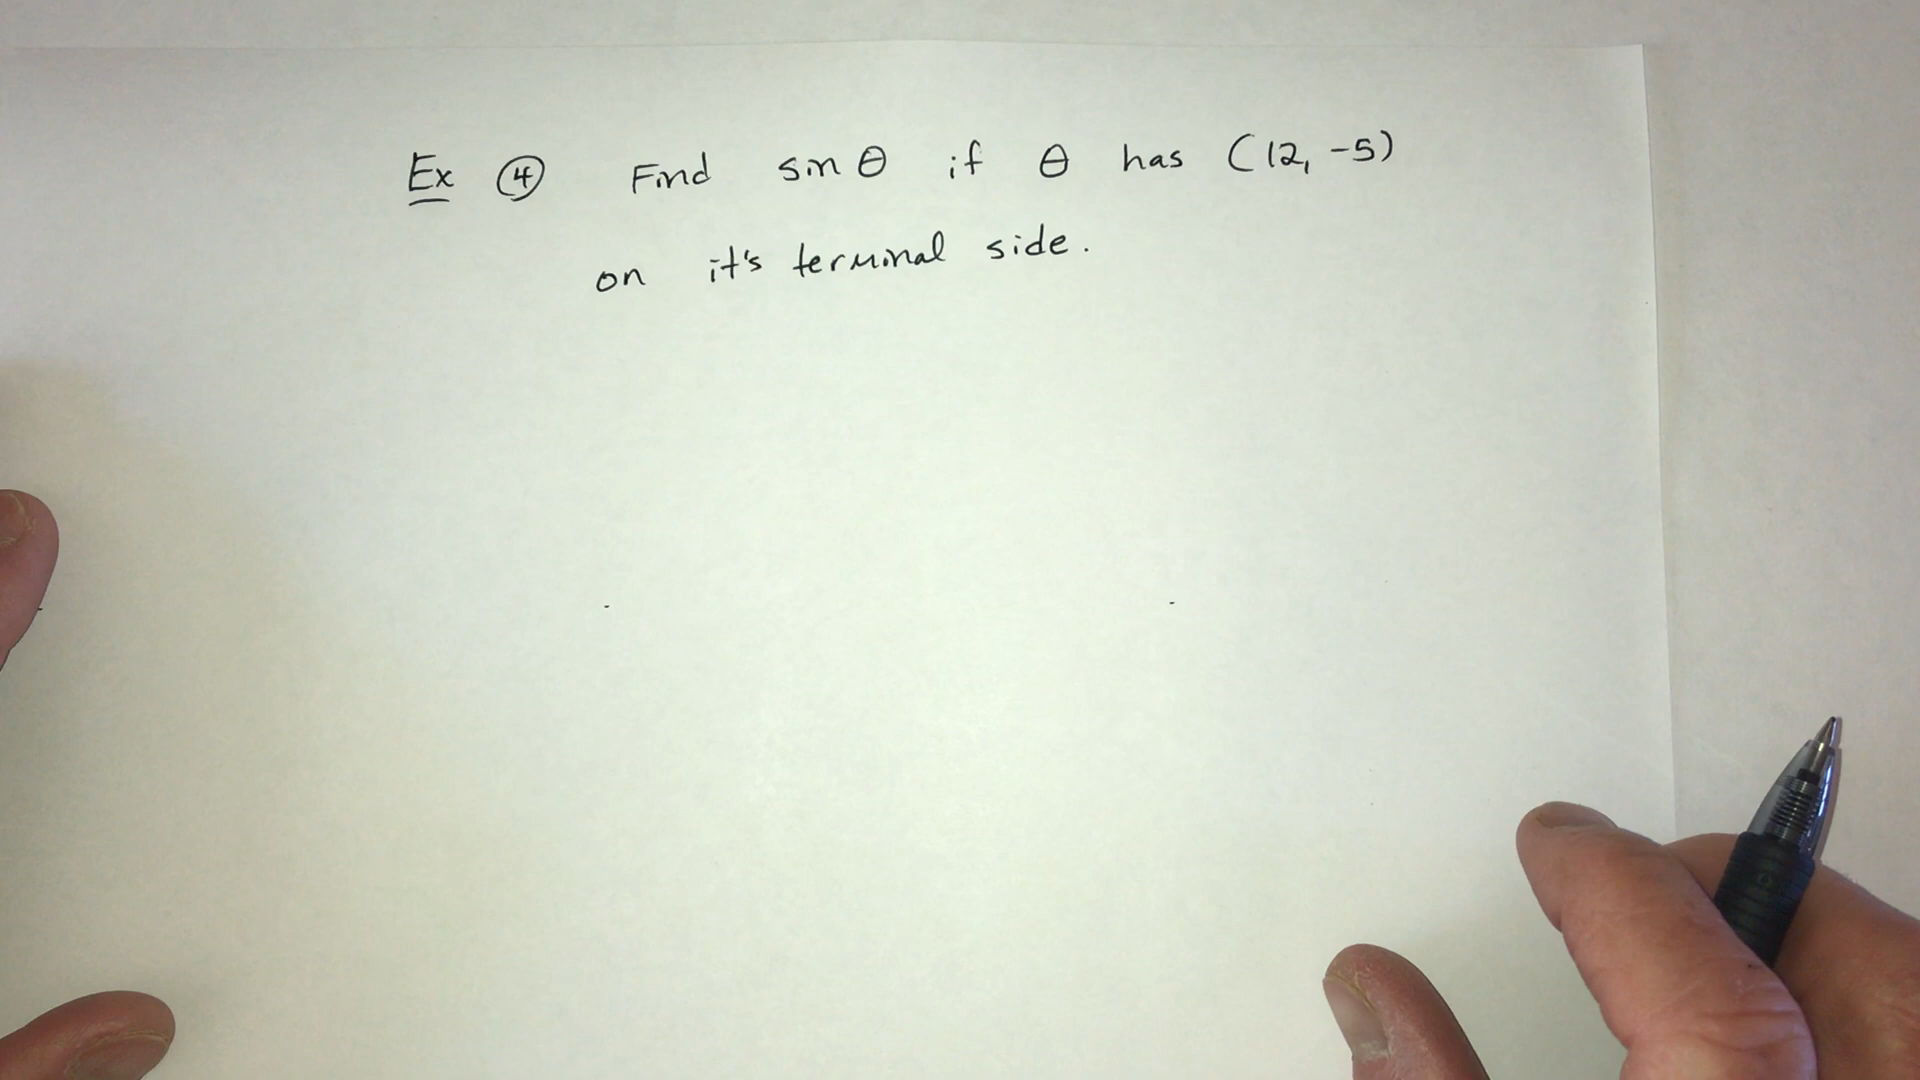 Ex ④ Find sin θ if θ has (12, -5)
on it's terminal side.